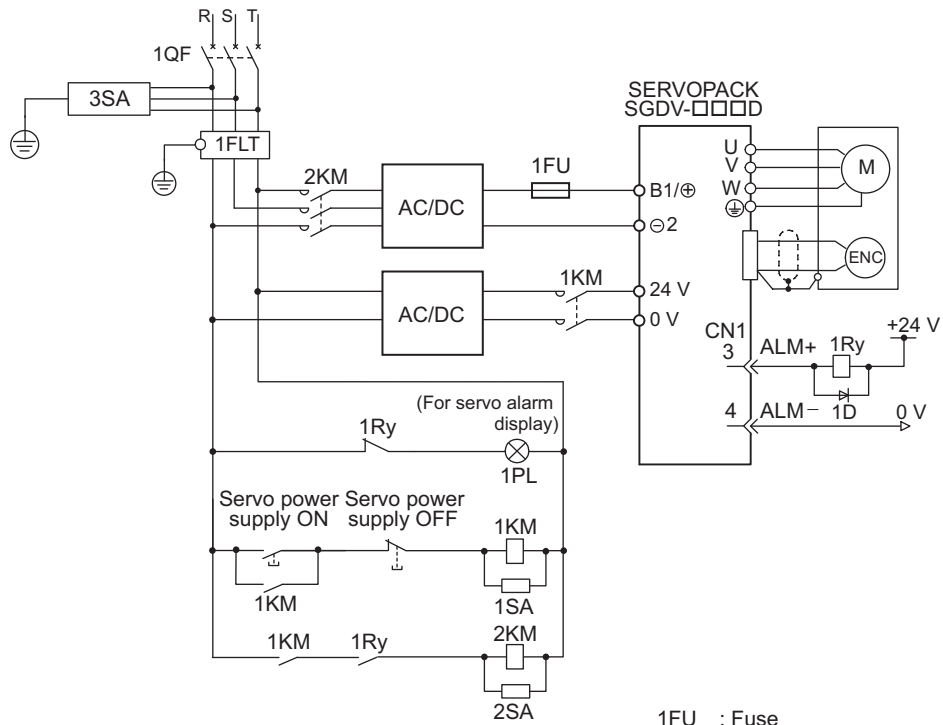 R S T
1QF
3SA
1FLT
2KM
AC/DC
1FU
SERVOPACK
SGDV-□□□D
U
V
W
M
B1/⊕
⊖2
ENC
AC/DC
1KM
24 V
0 V
CN1
3 ALM+ 1Ry +24 V
1D
4 ALM− 0 V
(For servo alarm
display)
1Ry
1PL
Servo power
supply ON
Servo power
supply OFF
1KM
1KM
1SA
1KM
1Ry
2KM
2SA
1FU : Fuse